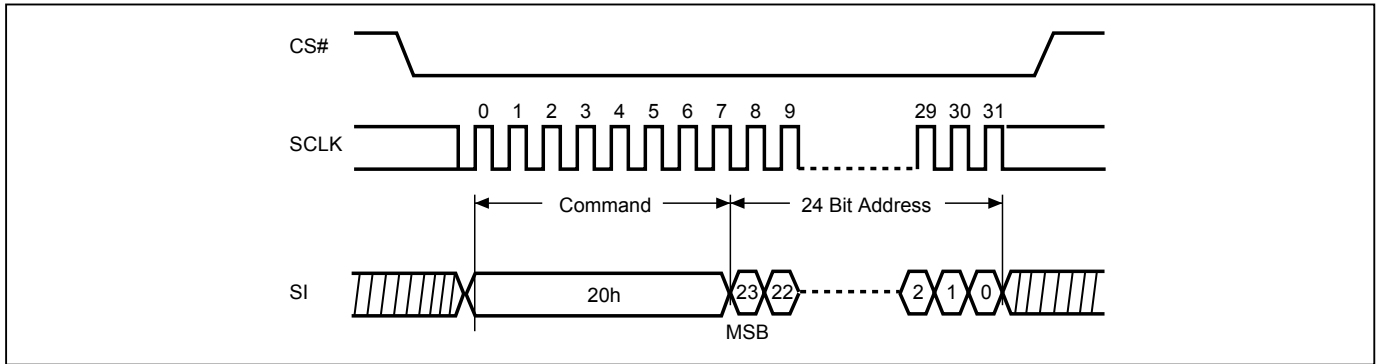 CS#
0 1 2 3 4 5 6 7 8 9 29 30 31
SCLK
Command 24 Bit Address
SI 20h 23 22 2 1 0
MSB